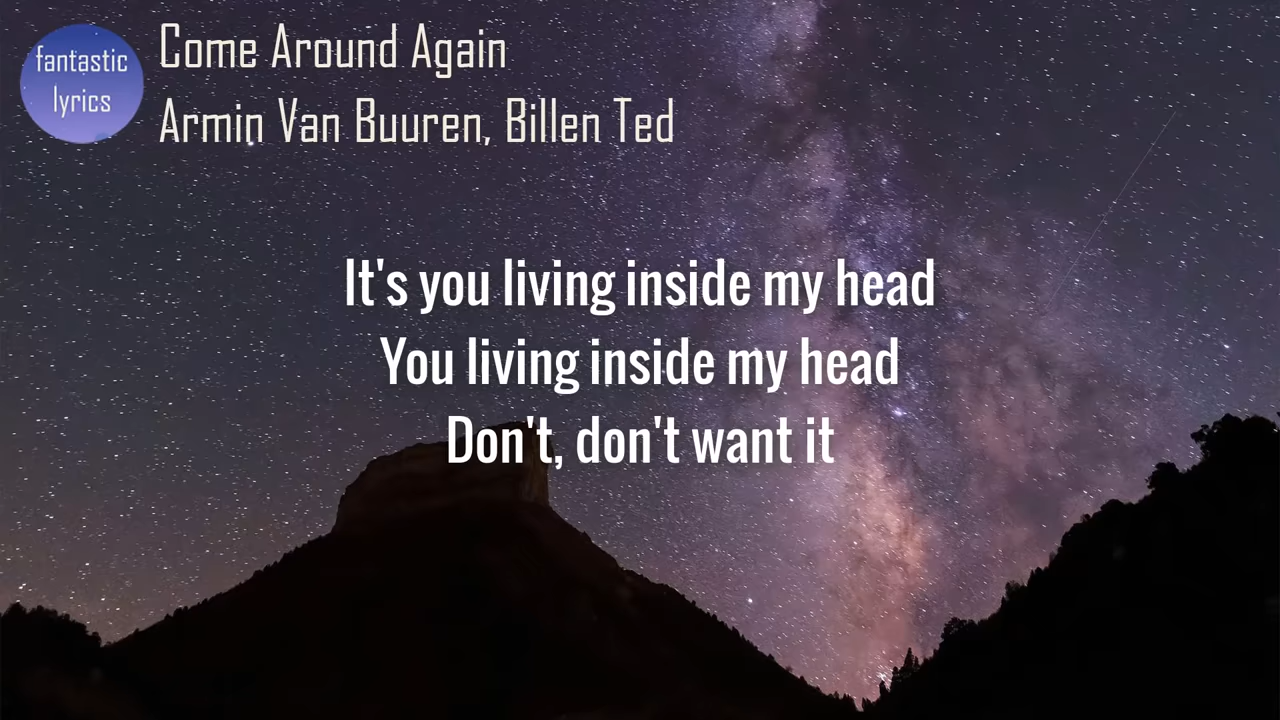 fantastic
lyrics
Come Around Again
Armin Van Buuren, Billen Ted
It's you living inside my head
You living inside my head
Don't, don't want it